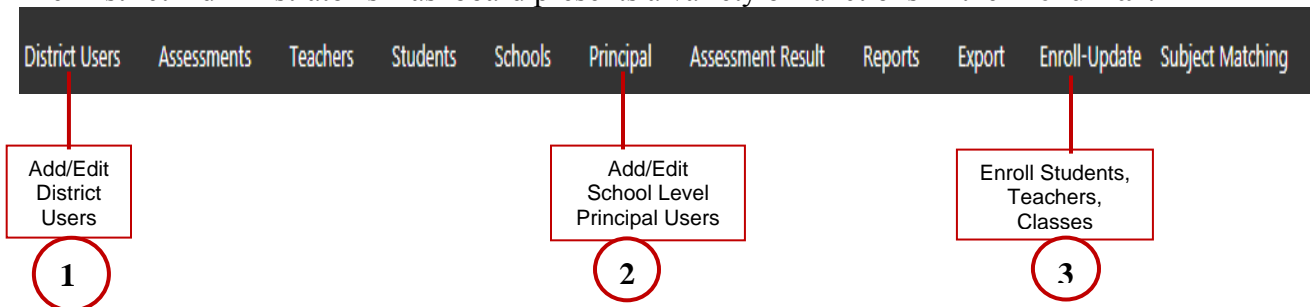 District Users Assessments Teachers Students Schools Principal Assessment Result Reports Export Enroll-Update Subject Matching
Add/Edit
District
Users
Add/Edit
School Level
Principal Users
Enroll Students,
Teachers,
Classes
1
2
3